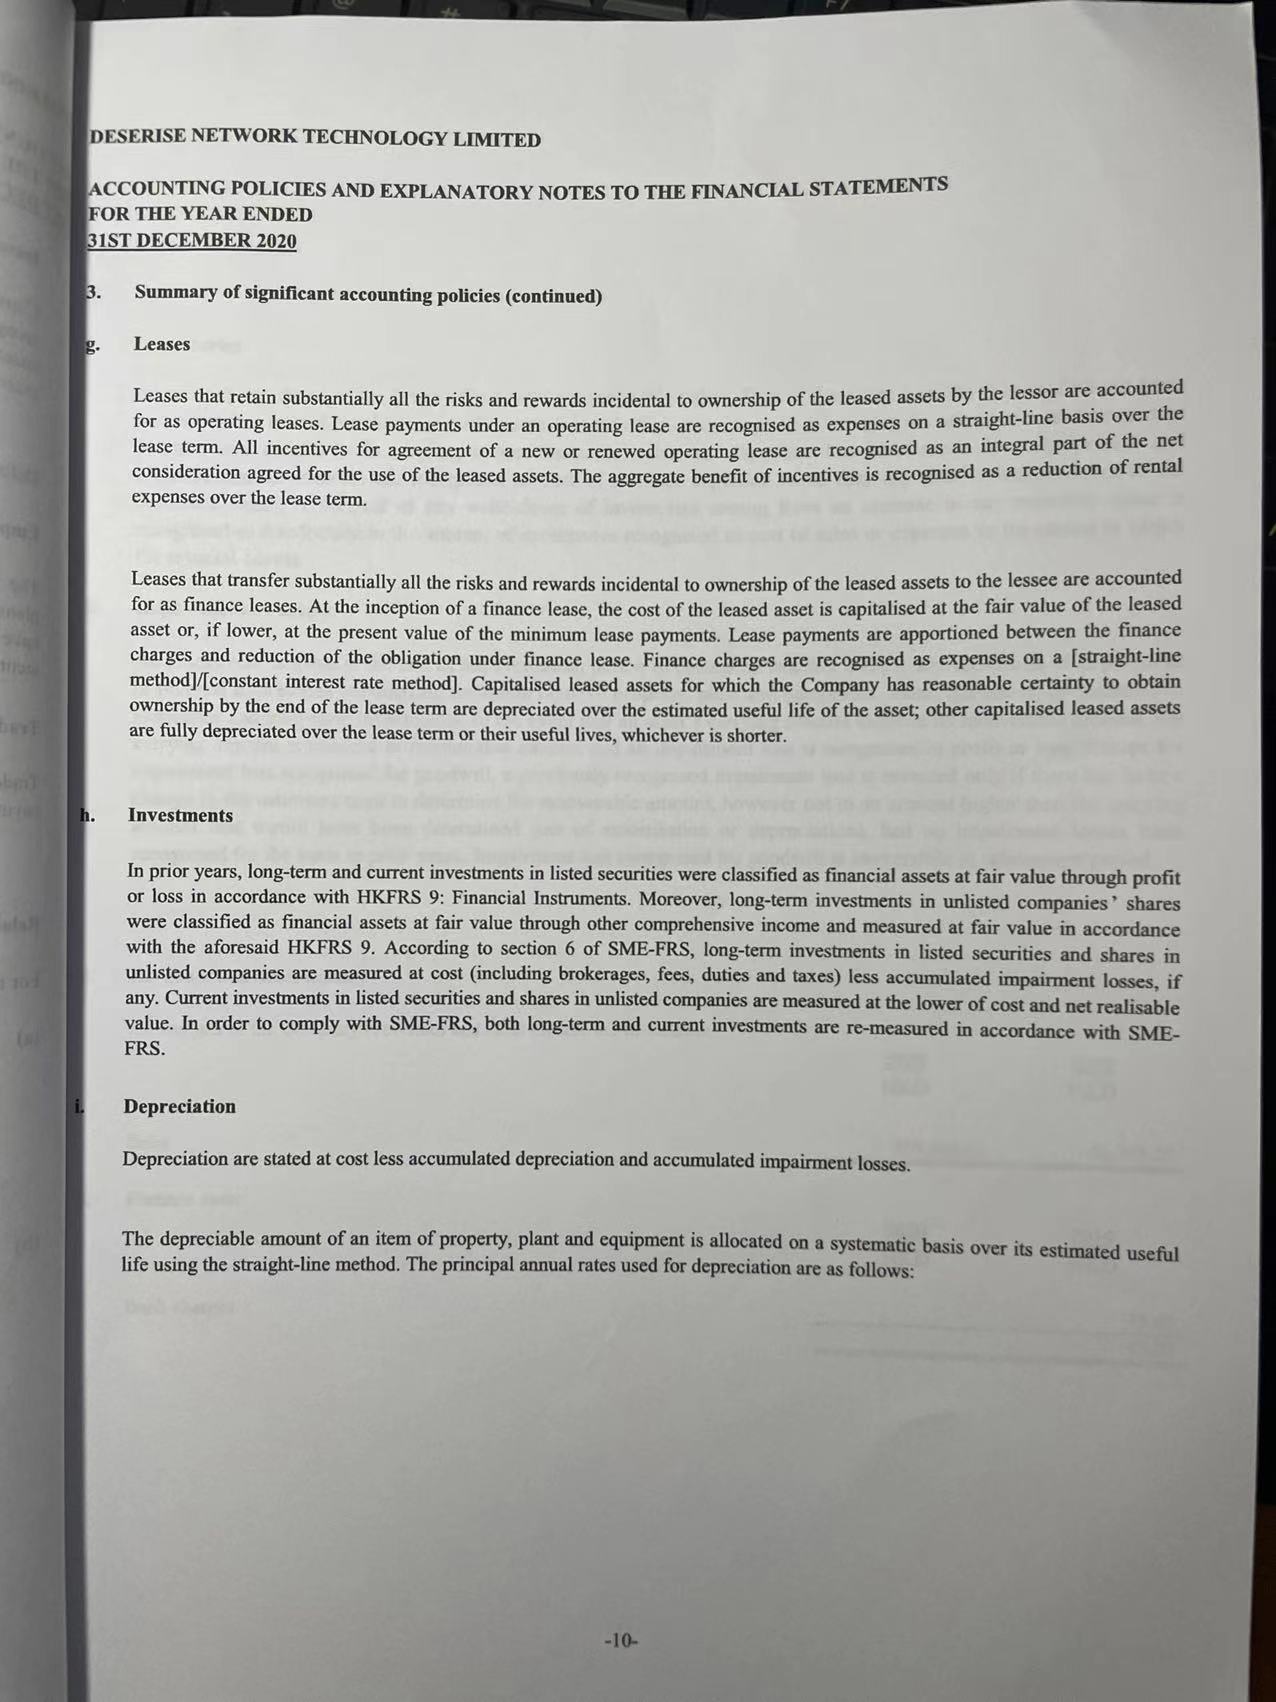 DESERISE NETWORK TECHNOLOGY LIMITED
ACCOUNTING POLICIES AND EXPLANATORY NOTES TO THE FINANCIAL STATEMENTS
FOR THE YEAR ENDED
31ST DECEMBER 2020
3. Summary of significant accounting policies (continued)
g. Leases
Leases that retain substantially all the risks and rewards incidental to ownership of the leased assets by the lessor are accounted
for as operating leases. Lease payments under an operating lease are recognised as expenses on a straight-line basis over the
lease term. All incentives for agreement of a new or renewed operating lease are recognised as an integral part of the net
consideration agreed for the use of the leased assets. The aggregate benefit of incentives is recognised as a reduction of rental
expenses over the lease term.
Leases that transfer substantially all the risks and rewards incidental to ownership of the leased assets to the lessee are accounted
for as finance leases. At the inception of a finance lease, the cost of the leased asset is capitalised at the fair value of the leased
asset or, if lower, at the present value of the minimum lease payments. Lease payments are apportioned between the finance
charges and reduction of the obligation under finance lease. Finance charges are recognised as expenses on a [straight-line
method]/[constant interest rate method]. Capitalised leased assets for which the Company has reasonable certainty to obtain
ownership by the end of the lease term are depreciated over the estimated useful life of the asset; other capitalised leased assets
are fully depreciated over the lease term or their useful lives, whichever is shorter.
h. Investments
In prior years, long-term and current investments in listed securities were classified as financial assets at fair value through profit
or loss in accordance with HKFRS 9: Financial Instruments. Moreover, long-term investments in unlisted companies’ shares
were classified as financial assets at fair value through other comprehensive income and measured at fair value in accordance
with the aforesaid HKFRS 9. According to section 6 of SME-FRS, long-term investments in listed securities and shares in
unlisted companies are measured at cost (including brokerages, fees, duties and taxes) less accumulated impairment losses, if
any. Current investments in listed securities and shares in unlisted companies are measured at the lower of cost and net realisable
value. In order to comply with SME-FRS, both long-term and current investments are re-measured in accordance with SME-
FRS.
i. Depreciation
Depreciation are stated at cost less accumulated depreciation and accumulated impairment losses.
The depreciable amount of an item of property, plant and equipment is allocated on a systematic basis over its estimated useful
life using the straight-line method. The principal annual rates used for depreciation are as follows:
-10-